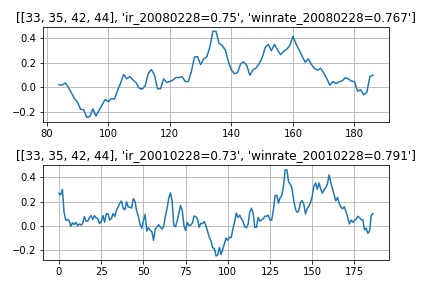 [[33, 35, 42, 44], 'ir_20080228=0.75', 'winrate_20080228=0.767']
0.4
0.2
0.0
−0.2
80 100 120 140 160 180
[[33, 35, 42, 44], 'ir_20010228=0.73', 'winrate_20010228=0.791']
0.4
0.2
0.0
−0.2
0 25 50 75 100 125 150 175